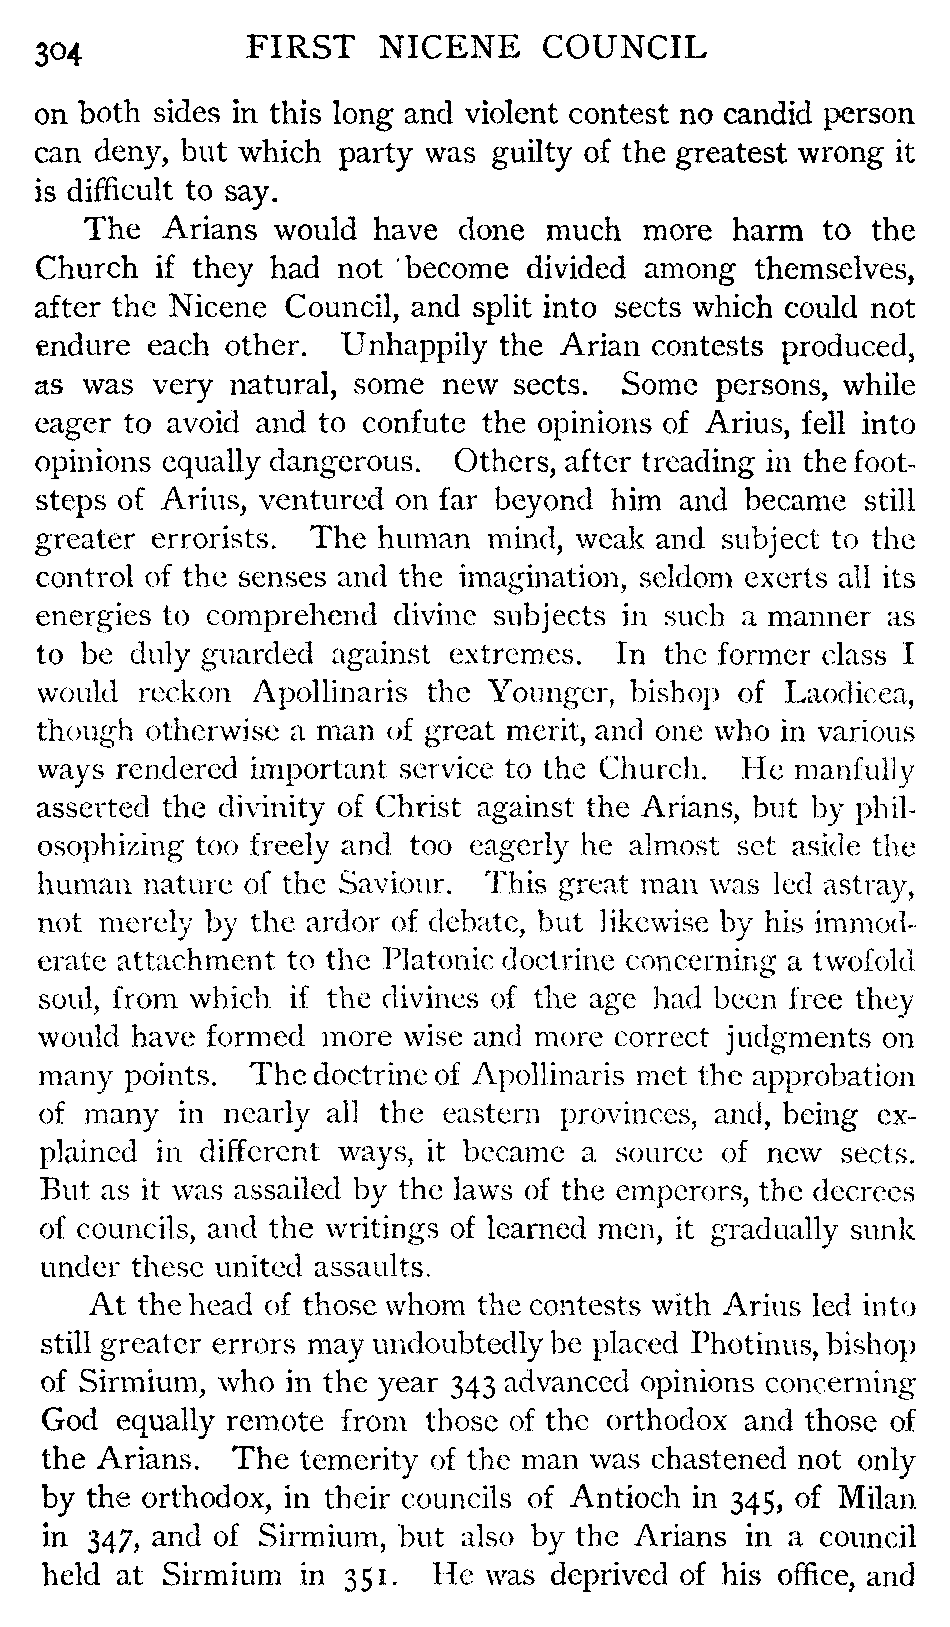 304 FIRST NICENE COUNCIL
on both sides in this long and violent contest no candid person
can deny, but which party was guilty of the greatest wrong it
is difficult to say.
The Arians would have done much more harm to the
Church if they had not become divided among themselves,
after the Nicene Council, and split into sects which could not
endure each other. Unhappily the Arian contests produced,
as was very natural, some new sects. Some persons, while
eager to avoid and to confute the opinions of Arius, fell into
opinions equally dangerous. Others, after treading in the foot-
steps of Arius, ventured on far beyond him and became still
greater errorists. The human mind, weak and subject to the
control of the senses and the imagination, seldom exerts all its
energies to comprehend divine subjects in such a manner as
to be duly guarded against extremes. In the former class I
would reckon Apollinaris the Younger, bishop of Laodicea,
though otherwise a man of great merit, and one who in various
ways rendered important service to the Church. He manfully
asserted the divinity of Christ against the Arians, but by phil-
osophizing too freely and too eagerly he almost set aside the
human nature of the Saviour. This great man was led astray,
not merely by the ardor of debate, but likewise by his immod-
erate attachment to the Platonic doctrine concerning a twofold
soul, from which if the divines of the age had been free they
would have formed more wise and more correct judgments on
many points. The doctrine of Apollinaris met the approbation
of many in nearly all the eastern provinces, and, being ex-
plained in different ways, it became a source of new sects.
But as it was assailed by the laws of the emperors, the decrees
of councils, and the writings of learned men, it gradually sunk
under these united assaults.
At the head of those whom the contests with Arius led into
still greater errors may undoubtedly be placed Photinus, bishop
of Sirmium, who in the year 343 advanced opinions concerning
God equally remote from those of the orthodox and those of
the Arians. The temerity of the man was chastened not only
by the orthodox, in their councils of Antioch in 345, of Milan
in 347, and of Sirmium, but also by the Arians in a council
held at Sirmium in 351. He was deprived of his office, and